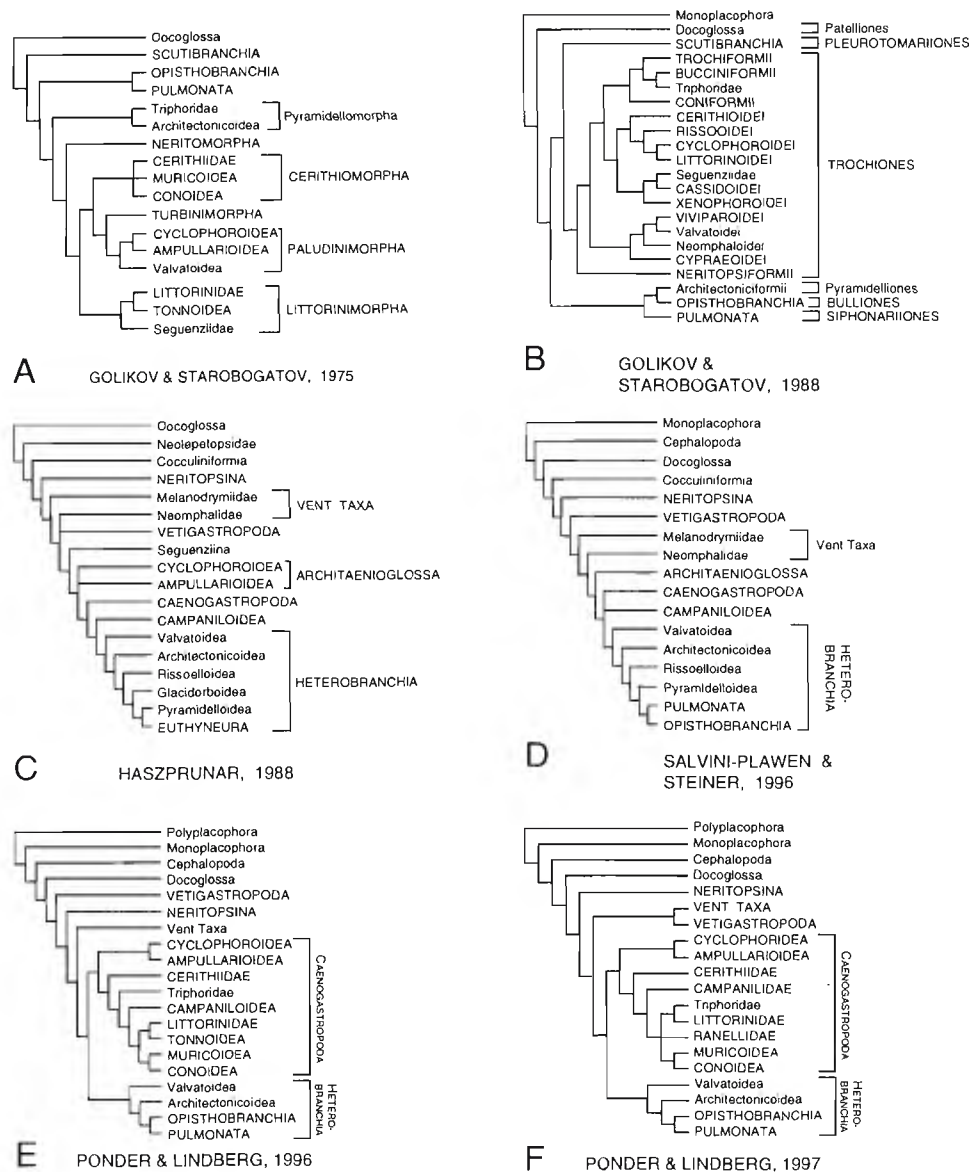 Docoglossa
SCUTIBRANCHIA
OPISTHOBRANCHIA
PULMONATA
Triphoridae
Architectonicoidea
Pyramidellomorpha
NERITOMORPHA
CERITHIIDAE
MURICOIDEA
CONOIDEA
CERITHIOMORPHA
TURBINIMORPHA
CYCLOPHOROIDEA
AMPULLARIOIDEA
Valvatoidea
PALUDINIMORPHA
LITTORINIDAE
TONNOIDEA
Seguenziidae
LITTORINIMORPHA
A
GOLIKOV & STAROBOGATOV, 1975
Monoplacophora
Docoglossa
Patelliones
SCUTIBRANCHIA
PLEUROTOMARIIONES
TROCHIFORMII
BUCCINIFORMII
Triphoridae
CONIFORMII
CERITHIOIDEI
RISSOOIDEI
CYCLOPHOROIDEI
LITTORINOIDEI
Seguenziidae
CASSIDOIDEI
XENOPHOROIDEI
VIVIPAROIDEI
Valvatoidei
Neomphaloidei
CYPRAEOIDEI
NERITOPSIFORMII
TROCHIONES
Architectoniciformii
Pyramidelliones
OPISTHOBRANCHIA
BULLIONES
PULMONATA
SIPHONARIIONES
B
GOLIKOV &
STAROBOGATOV, 1988
Docoglossa
Neolepetopsidae
Cocculiniformia
NERITOPSINA
Melanodrymiidae
Neomphalidae
VENT TAXA
VETIGASTROPODA
Seguenziina
CYCLOPHOROIDEA
AMPULLARIOIDEA
ARCHITAENIOGLOSSA
CAENOGASTROPODA
CAMPANILOIDEA
Valvatoidea
Architectonicoidea
Rissoelloidea
Glacidorboidea
Pyramidelloidea
EUTHYNEURA
HETEROBRANCHIA
C
HASZPRUNAR, 1988
Monoplacophora
Cephalopoda
Docoglossa
Cocculiniformia
NERITOPSINA
VETIGASTROPODA
Melanodrymiidae
Neomphalidae
Vent Taxa
ARCHITAENIOGLOSSA
CAENOGASTROPODA
CAMPANILOIDEA
Valvatoidea
Architectonicoidea
Rissoelloidea
Pyramidelloidea
PULMONATA
OPISTHOBRANCHIA
HETERO-
BRANCHIA
D
SALVINI-PLAWEN &
STEINER, 1996
Polyplacophora
Monoplacophora
Cephalopoda
Docoglossa
VETIGASTROPODA
NERITOPSINA
Vent Taxa
CYCLOPHOROIDEA
AMPULLARIOIDEA
CERITHIIDAE
Triphoridae
CAMPANILOIDEA
LITTORINIDAE
TONNOIDEA
MURICOIDEA
CONOIDEA
CAENOGASTROPODA
Valvatoidea
Architectonicoidea
OPISTHOBRANCHIA
PULMONATA
HETERO-
BRANCHIA
E
PONDER & LINDBERG, 1996
Polyplacophora
Monoplacophora
Cephalopoda
Docoglossa
NERITOPSINA
VENT TAXA
VETIGASTROPODA
CYCLOPHORIDEA
AMPULLARIOIDEA
CERITHIIDAE
CAMPANILIDAE
Triphoridae
LITTORINIDAE
RANELLIDAE
MURICOIDEA
CONOIDEA
CAENOGASTROPODA
Valvatoidea
Architectonicoidea
OPISTHOBRANCHIA
PULMONATA
HETERO-
BRANCHIA
F
PONDER & LINDBERG, 1997